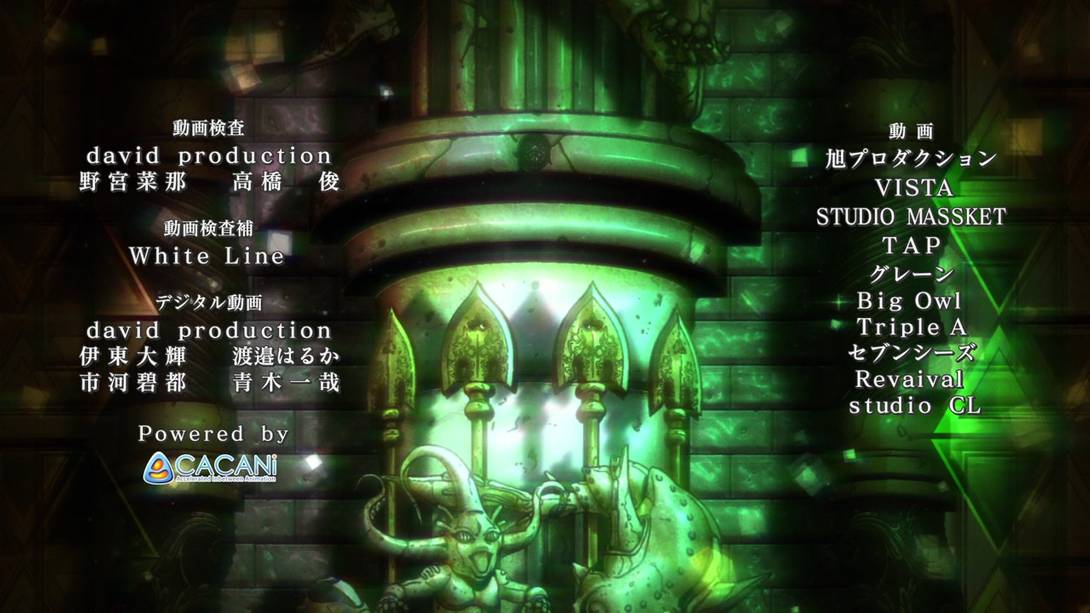 動画検査
david production
野宮菜那 高橋 俊
動画検査補
White Line
デジタル動画
david production
伊東大輝 渡邉はるか
市河碧都 青木一哉
Powered by
CACANi
Accelerated Inbetween Animation
動画
旭プロダクション
VISTA
STUDIO MASSKET
TAP
グレーン
Big Owl
Triple A
セブンシーズ
Revaival
studio CL